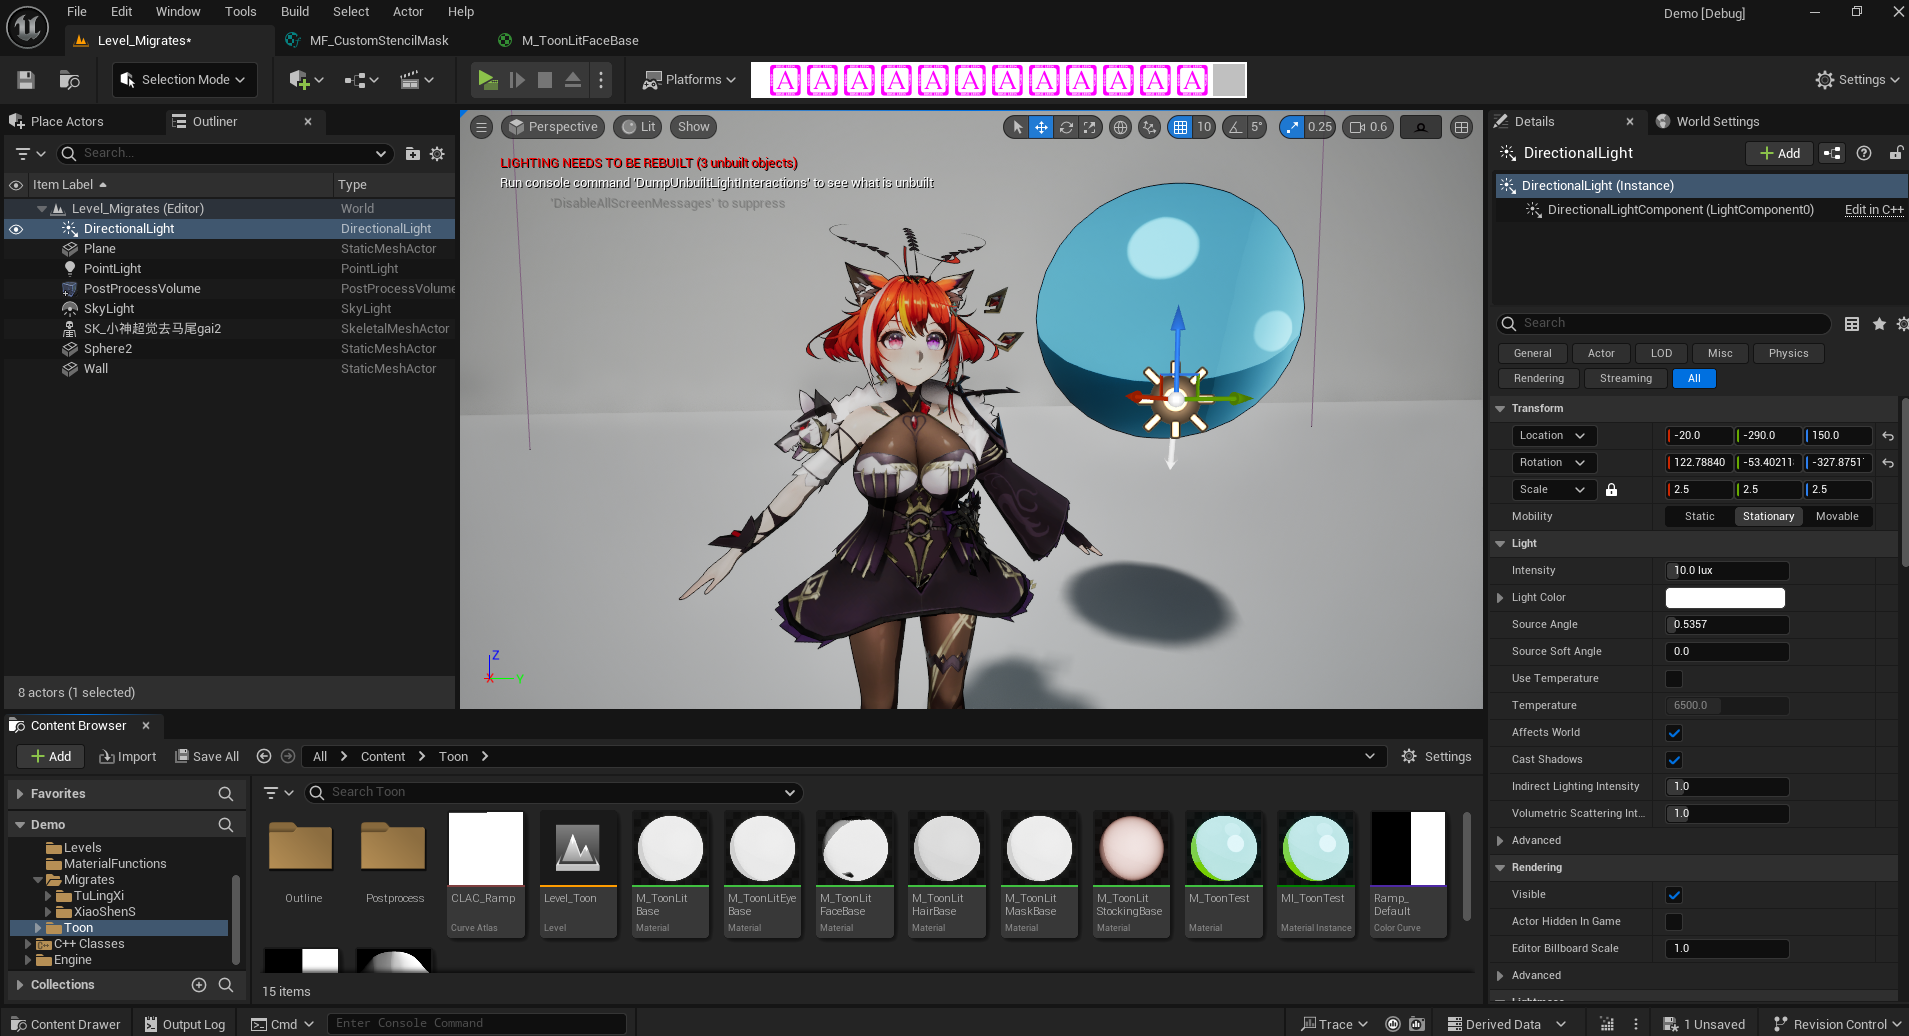 File Edit Window Tools Build Select Actor Help
Demo [Debug]
Level_Migrates*
MF_CustomStencilMask
M_ToonLitFaceBase
Selection Mode
Platforms
A A A A A A A A A A A A
Settings
Place Actors
Outliner
Search...
Item Label
Type
Level_Migrates (Editor) World
DirectionalLight DirectionalLight
Plane StaticMeshActor
PointLight PointLight
PostProcessVolume PostProcessVolume
SkyLight SkyLight
SK_小神超觉去马尾gai2 SkeletalMeshActor
Sphere2 StaticMeshActor
Wall StaticMeshActor
8 actors (1 selected)
Perspective Lit Show
10 5° 0.25 0.6
LIGHTING NEEDS TO BE REBUILT (3 unbuilt objects)
Run console command 'DumpUnbuiltLightInteractions' to see what is unbuilt
'DisableAllScreenMessages' to suppress
Z
X Y
Details
World Settings
DirectionalLight
Add
DirectionalLight (Instance)
DirectionalLightComponent (LightComponent0) Edit in C++
Search
General Actor LOD Misc Physics
Rendering Streaming All
Transform
Location -20.0 -290.0 150.0
Rotation 122.78840 -53.40211 -327.8751
Scale 2.5 2.5 2.5
Mobility Static Stationary Movable
Light
Intensity 10.0 lux
Light Color
Source Angle 0.5357
Source Soft Angle 0.0
Use Temperature
Temperature 6500.0
Affects World
Cast Shadows
Indirect Lighting Intensity 1.0
Volumetric Scattering Int... 1.0
Advanced
Rendering
Visible
Actor Hidden In Game
Editor Billboard Scale 1.0
Advanced
Content Browser
Add Import Save All
All Content Toon
Settings
Favorites
Demo
Levels
MaterialFunctions
Migrates
TuLingXi
XiaoShenS
Toon
C++ Classes
Engine
Collections
Search Toon
Outline
Postprocess
CLAC_Ramp
Curve Atlas
Level_Toon
Level
M_ToonLit
Base
Material
M_ToonLitEye
Base
Material
M_ToonLit
FaceBase
Material
M_ToonLit
HairBase
Material
M_ToonLit
MaskBase
Material
M_ToonLit
StockingBase
Material
M_ToonTest
Material
MI_ToonTest
Material Instance
Ramp_
Default
Color Curve
15 items
Content Drawer
Output Log
Cmd
Enter Console Command
Trace
Derived Data
1 Unsaved
Revision Control